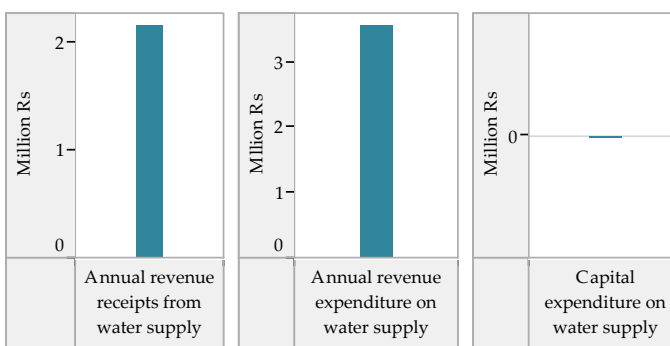 Million Rs
2
1
0
Annual revenue
receipts from
water supply
Million Rs
3
2
1
0
Annual revenue
expenditure on
water supply
Million Rs
0
Capital
expenditure on
water supply